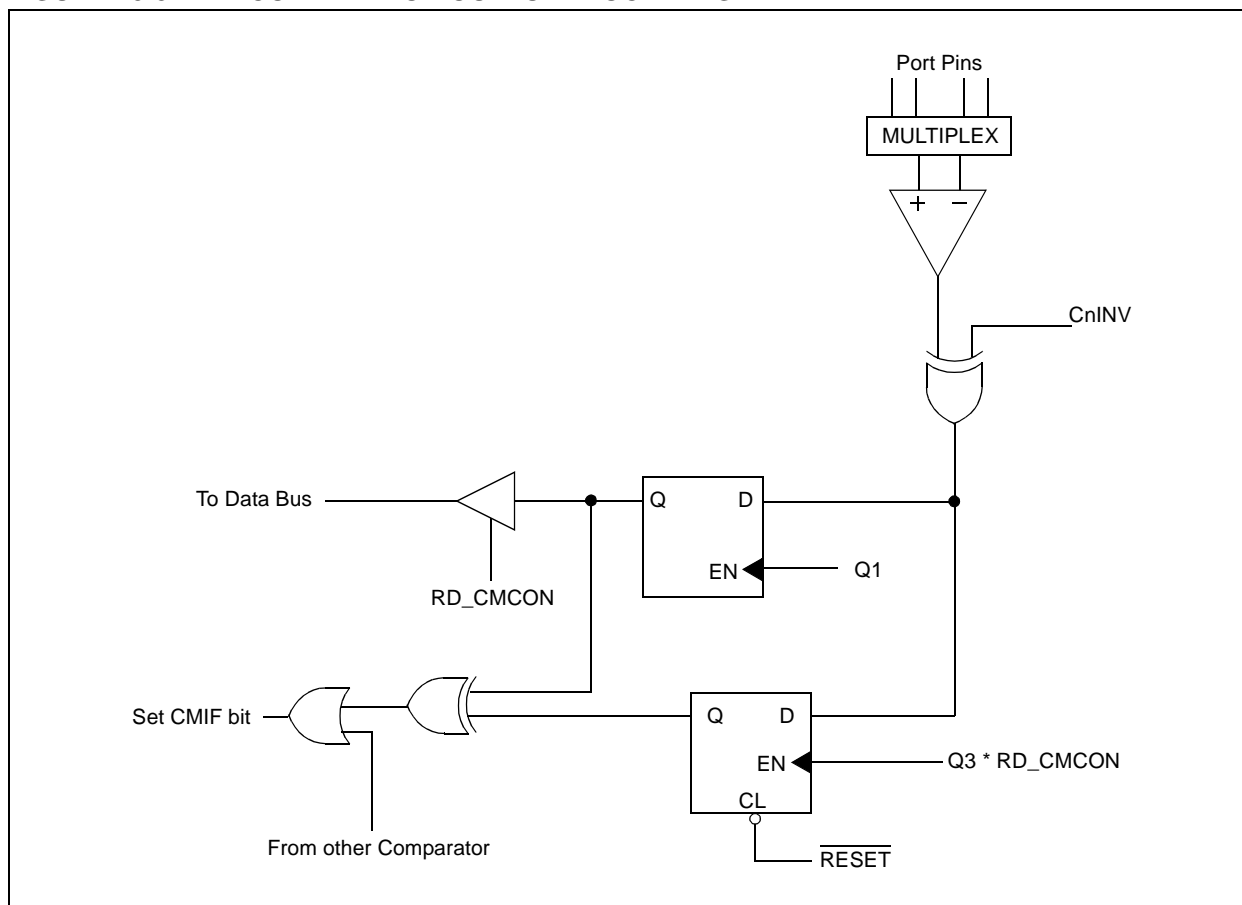 Port Pins
MULTIPLEX
+ −
CnINV
To Data Bus
Q D
EN
Q1
RD_CMCON
Set CMIF bit
Q D
EN
Q3 * RD_CMCON
CL
From other Comparator
RESET